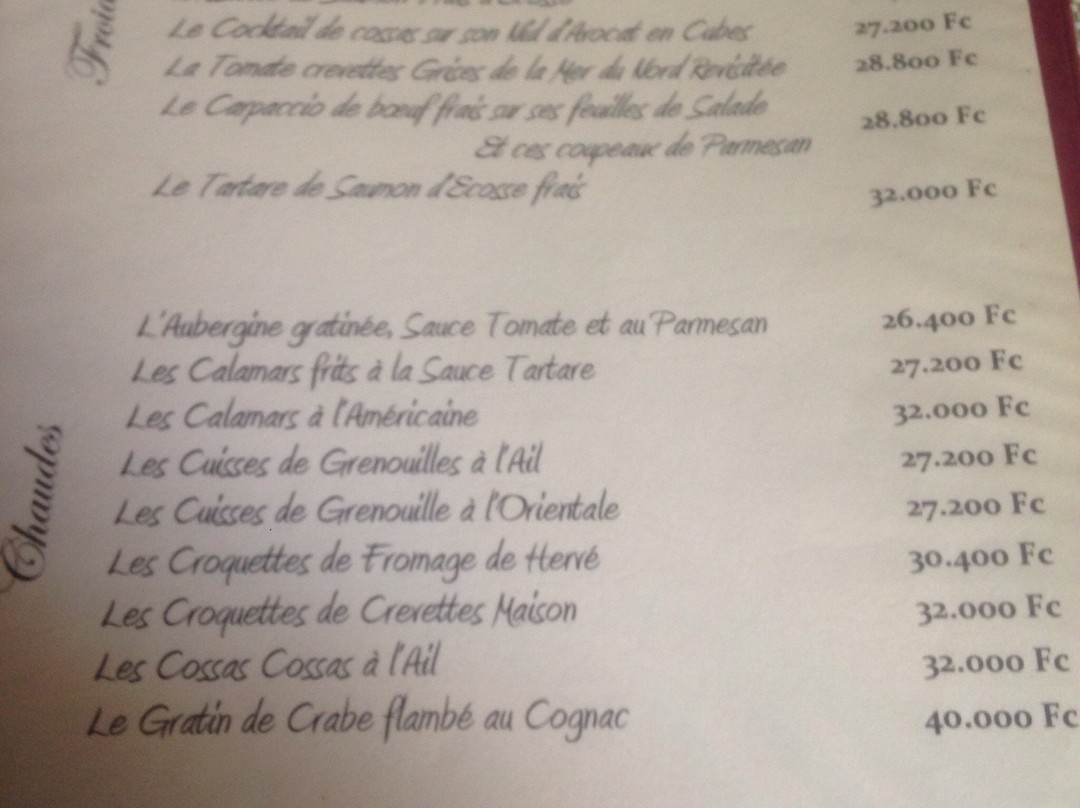 Froid
Le Cocktail de cossas sur son Nid d'Avocat en Cubes 27.200 Fc
La Tomate crevettes Grises de la Mer du Nord Revisitée 28.800 Fc
Le Carpaccio de bœuf frais sur ses feuilles de Salade
Et ces coupeaux de Parmesan 28.800 Fc
Le Tartare de Saumon d'Ecosse frais 32.000 Fc
Chaudes
L'Aubergine gratinée, Sauce Tomate et au Parmesan 26.400 Fc
Les Calamars frits à la Sauce Tartare 27.200 Fc
Les Calamars à l'Américaine 32.000 Fc
Les Cuisses de Grenouilles à l'Ail 27.200 Fc
Les Cuisses de Grenouille à l'Orientale 27.200 Fc
Les Croquettes de Fromage de Hervé 30.400 Fc
Les Croquettes de Crevettes Maison 32.000 Fc
Les Cossas Cossas à l'Ail 32.000 Fc
Le Gratin de Crabe flambé au Cognac 40.000 Fc